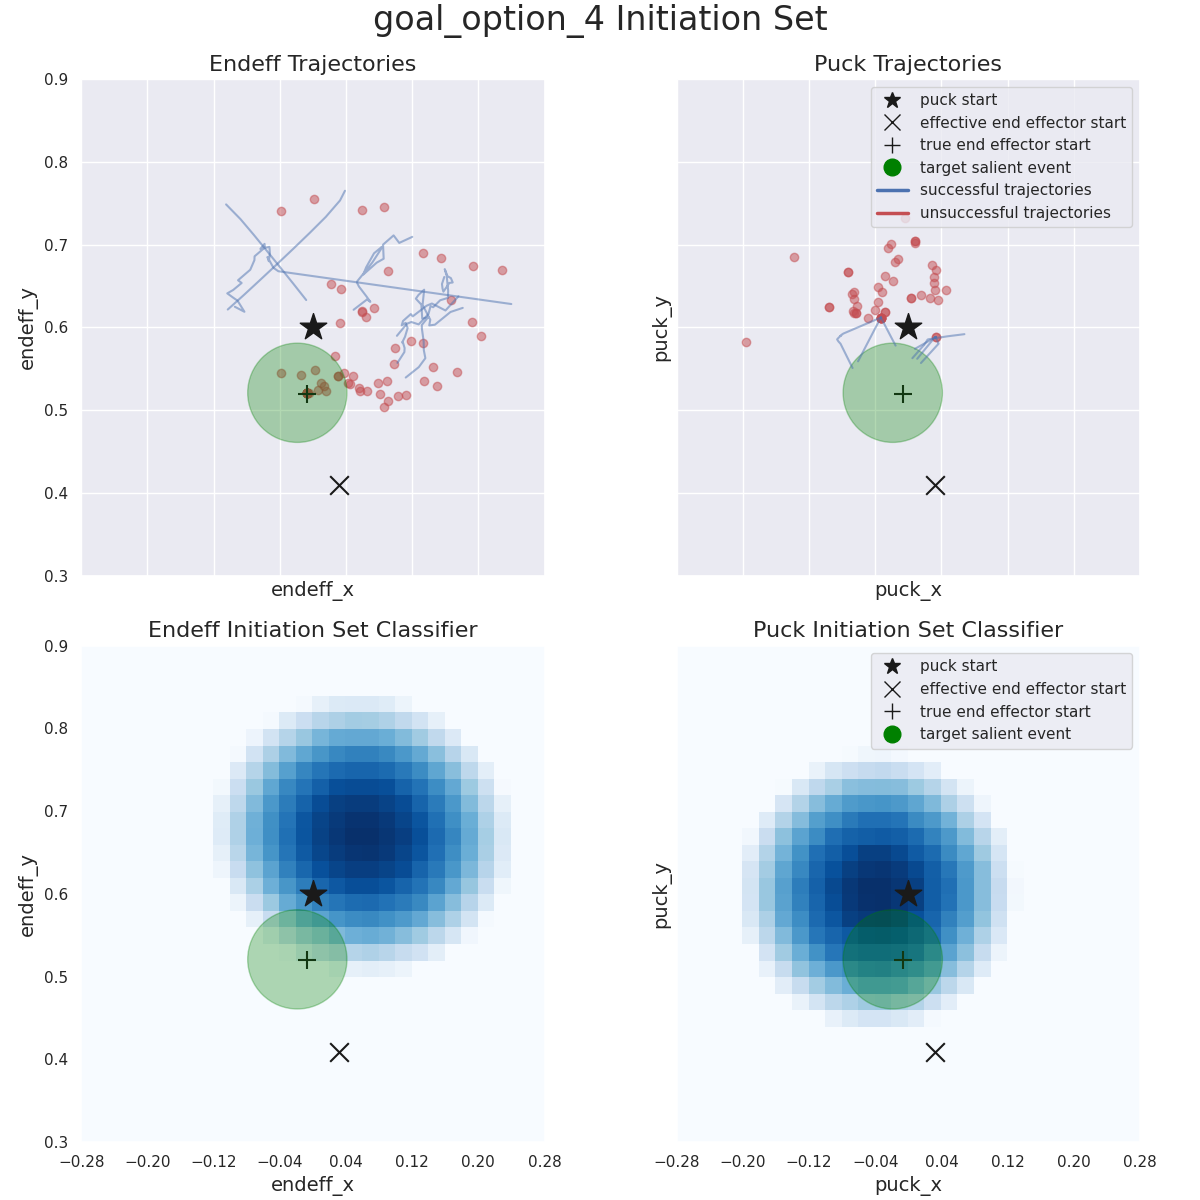 goal_option_4 Initiation Set
Endeff Trajectories
0.9
0.8
0.7
0.6
0.5
0.4
0.3
endeff_y
endeff_x
Puck Trajectories
puck start
effective end effector start
true end effector start
target salient event
successful trajectories
unsuccessful trajectories
puck_y
puck_x
Endeff Initiation Set Classifier
0.9
0.8
0.7
0.6
0.5
0.4
0.3
endeff_y
−0.28 −0.20 −0.12 −0.04 0.04 0.12 0.20 0.28
endeff_x
Puck Initiation Set Classifier
puck start
effective end effector start
true end effector start
target salient event
puck_y
−0.28 −0.20 −0.12 −0.04 0.04 0.12 0.20 0.28
puck_x